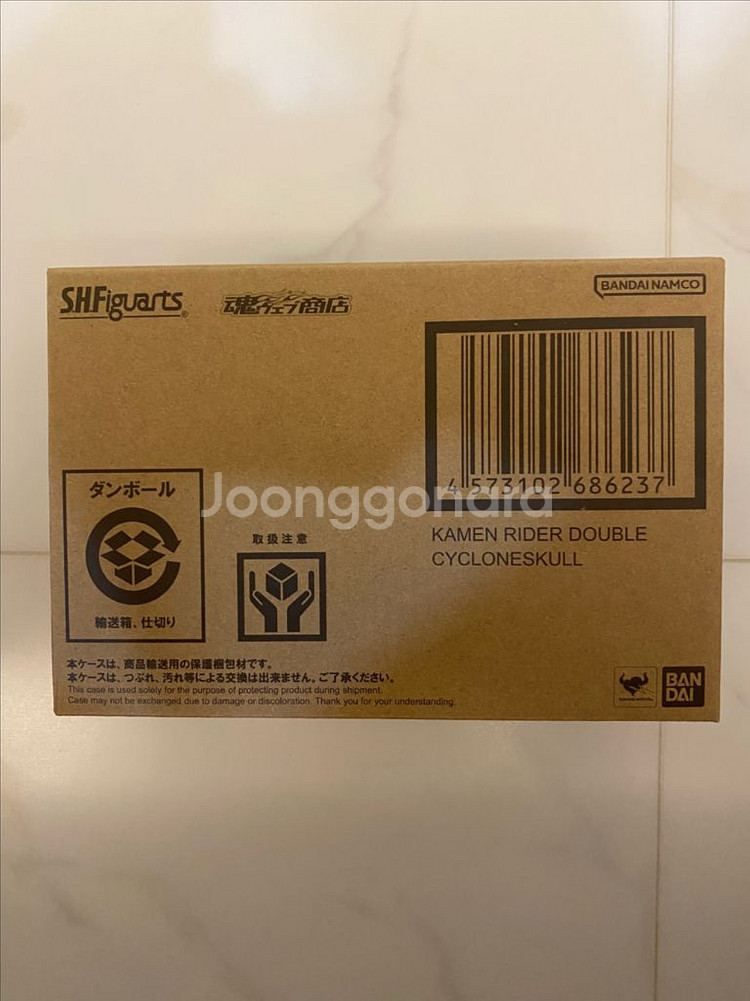 S.H.Figuarts®
魂ウェブ商店
BANDAI NAMCO
4 573102 686237
KAMEN RIDER DOUBLE
CYCLONESKULL
Joonggonara
ダンボール
輸送箱、仕切り
取扱注意
本ケースは、商品輸送用の保護梱包材です。
本ケースは、つぶれ、汚れ等による交換は出来ません。ご了承ください。
This case is used solely for the purpose of protecting product during shipment.
Case may not be exchanged due to damage or discoloration. Thank you for your understanding.
BAN
DAI